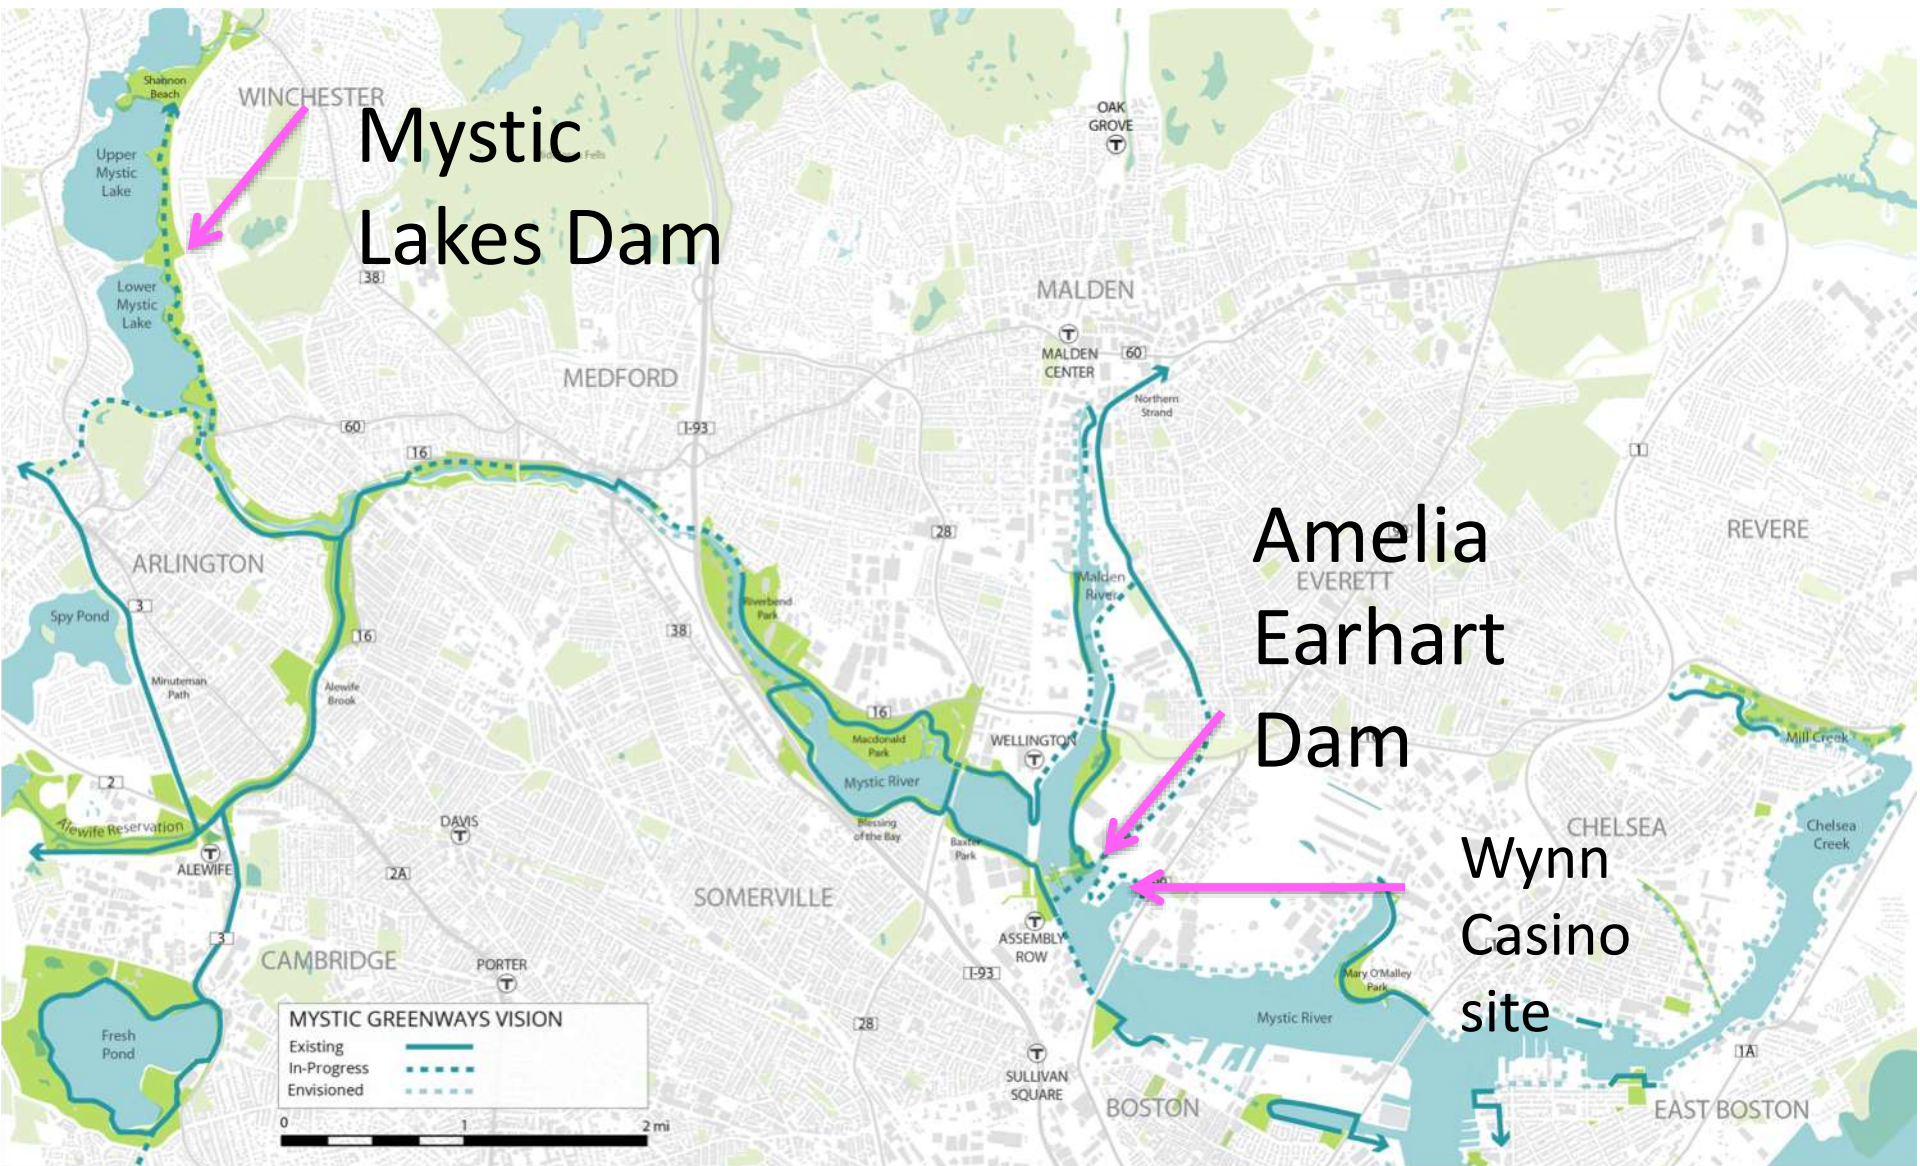 Shannon
Beach
WINCHESTER
Mystic
Lakes Dam
Upper
Mystic
Lake
Fells
OAK
GROVE
T
Lower
Mystic
Lake
38
MALDEN
T
MALDEN
CENTER
60
MEDFORD
Northern
Strand
60
I-93
16
1
28
Amelia
Earhart
Dam
REVERE
EVERETT
ARLINGTON
Malden
River
3
Spy Pond
Riverbend
Park
16
38
Minuteman
Path
Alewife
Brook
16
Macdonald
Park
WELLINGTON
T
Mill Creek
Mystic River
2
Alewife Reservation
DAVIS
T
Blessing
of the Bay
Baxter
Park
CHELSEA
Chelsea
Creek
Wynn
Casino
site
T
ALEWIFE
2A
SOMERVILLE
T
ASSEMBLY
ROW
3
CAMBRIDGE
PORTER
T
I-93
Mary O'Malley
Park
Fresh
Pond
Mystic River
28
1A
MYSTIC GREENWAYS VISION
Existing
In-Progress
Envisioned
T
SULLIVAN
SQUARE
BOSTON
EAST BOSTON
0 1 2 mi